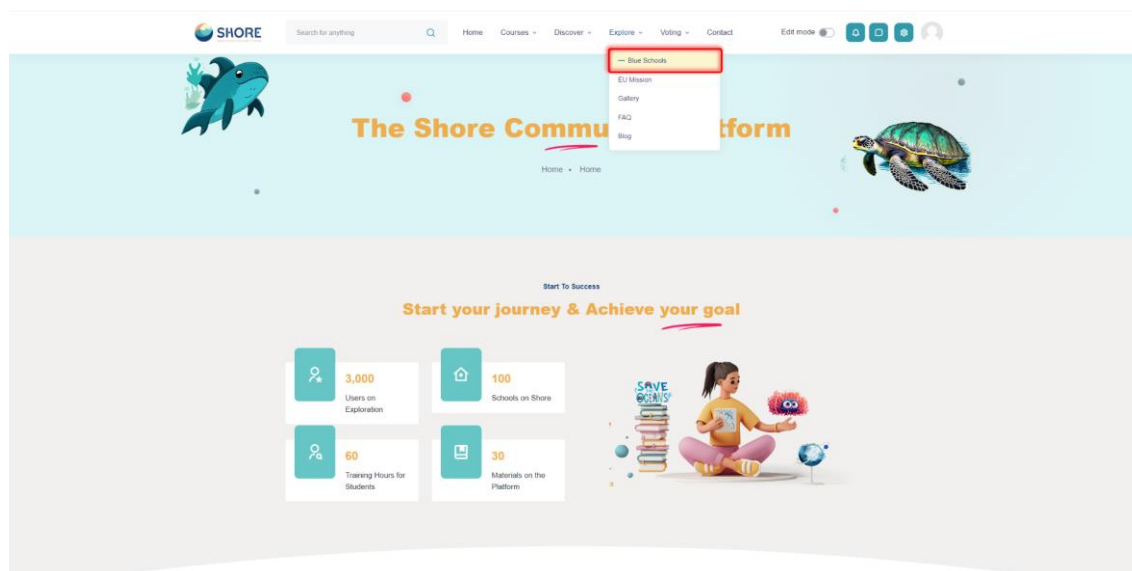 SHORE
Search for anything
Home Courses Discover Explore Voting Contact Edit mode
— Blue Schools
EU Mission
Gallery
FAQ
Blog
The Shore Commu tform
Home • Home
Start To Success
Start your journey & Achieve your goal
3,000
Users on
Exploration
100
Schools on Shore
60
Training Hours for
Students
30
Materials on the
Platform
SAVE
OCEANS